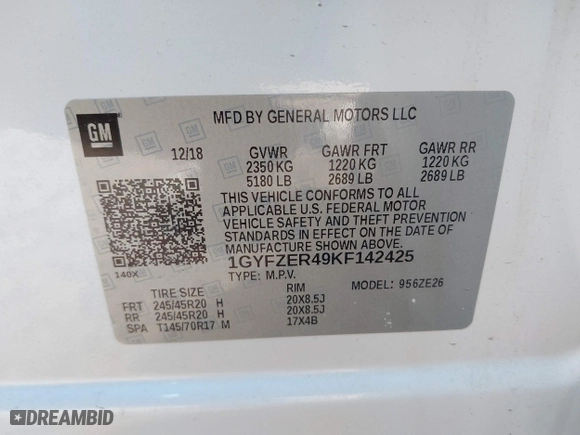 GM
MFD BY GENERAL MOTORS LLC
12/18 GVWR GAWR FRT GAWR RR
2350 KG 1220 KG 1220 KG
5180 LB 2689 LB 2689 LB
THIS VEHICLE CONFORMS TO ALL
APPLICABLE U.S. FEDERAL MOTOR
VEHICLE SAFETY AND THEFT PREVENTION
STANDARDS IN EFFECT ON THE DATE OF
MANUFACTURE SHOWN ABOVE.
140X 1GYFZER49KF142425
TYPE: M.P.V. MODEL: 956ZE26
TIRE SIZE RIM
FRT 245/45R20 H 20X8.5J
RR 245/45R20 H 20X8.5J
SPA T145/70R17 M 17X4B
DREAMBID